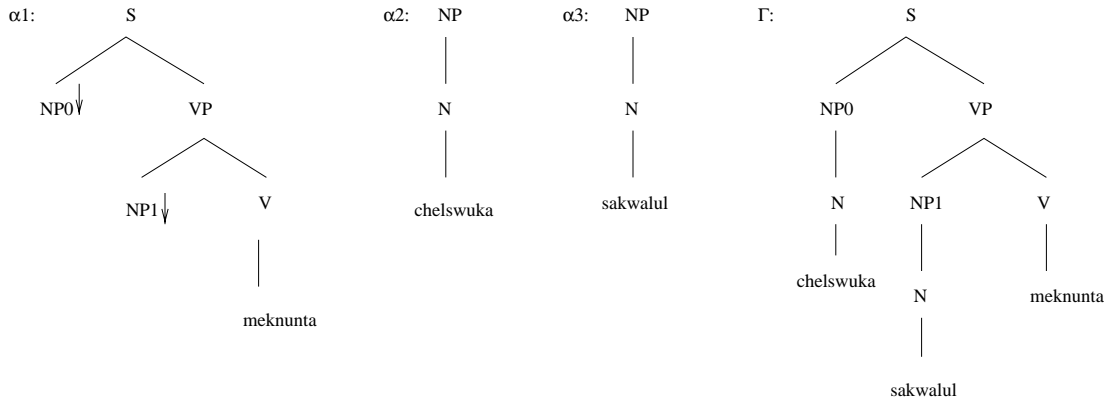 α1: S α2: NP α3: NP Γ: S
NP0↓ VP N N NP0 VP
NP1↓ V chelswuka sakwalul N NP1 V
chelswuka N meknunta
meknunta
sakwalul